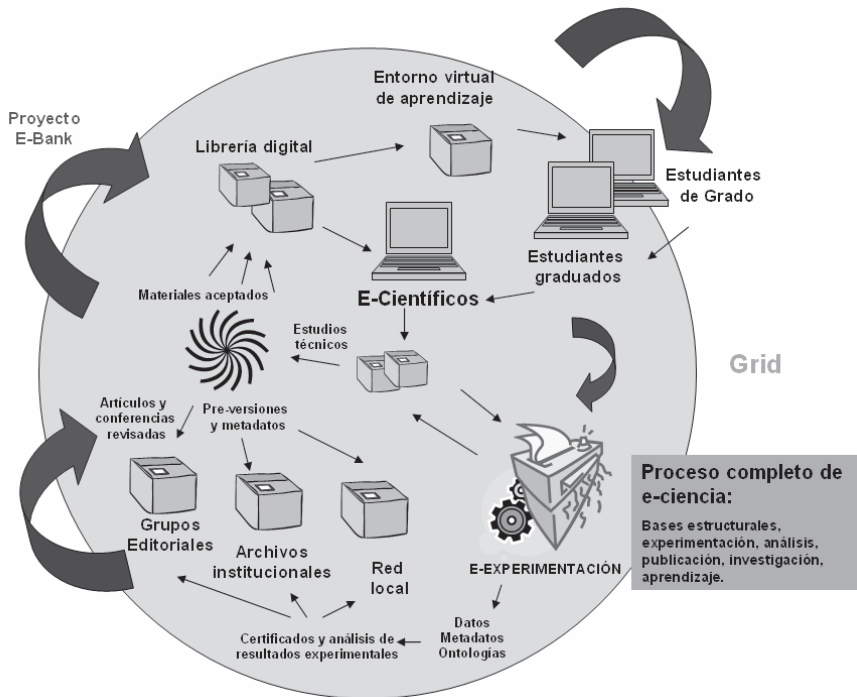 Entorno virtual
de aprendizaje
Proyecto
E-Bank
Librería digital
Estudiantes
de Grado
Estudiantes
graduados
Materiales aceptados
E-Científicos
Estudios
técnicos
Grid
Artículos y
conferencias
revisadas
Pre-versiones
y metadatos
Grupos
Editoriales
Archivos
institucionales
Red
local
E-EXPERIMENTACIÓN
Proceso completo de
e-ciencia:
Bases estructurales,
experimentación, análisis,
publicación, investigación,
aprendizaje.
Datos
Metadatos
Ontologías
Certificados y análisis de
resultados experimentales